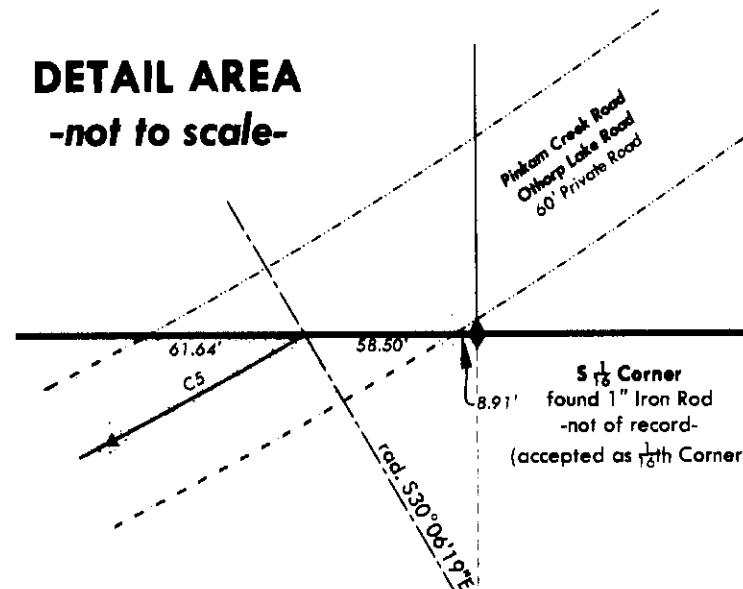 DETAIL AREA
-not to scale-
Pinkam Creek Road
Othorp Lake Road
60' Private Road
61.64'
58.50'
C5
8.91'
S 1/16 Corner
found 1" Iron Rod
-not of record-
(accepted as 1/16th Corner
rad. S30°06'19"E